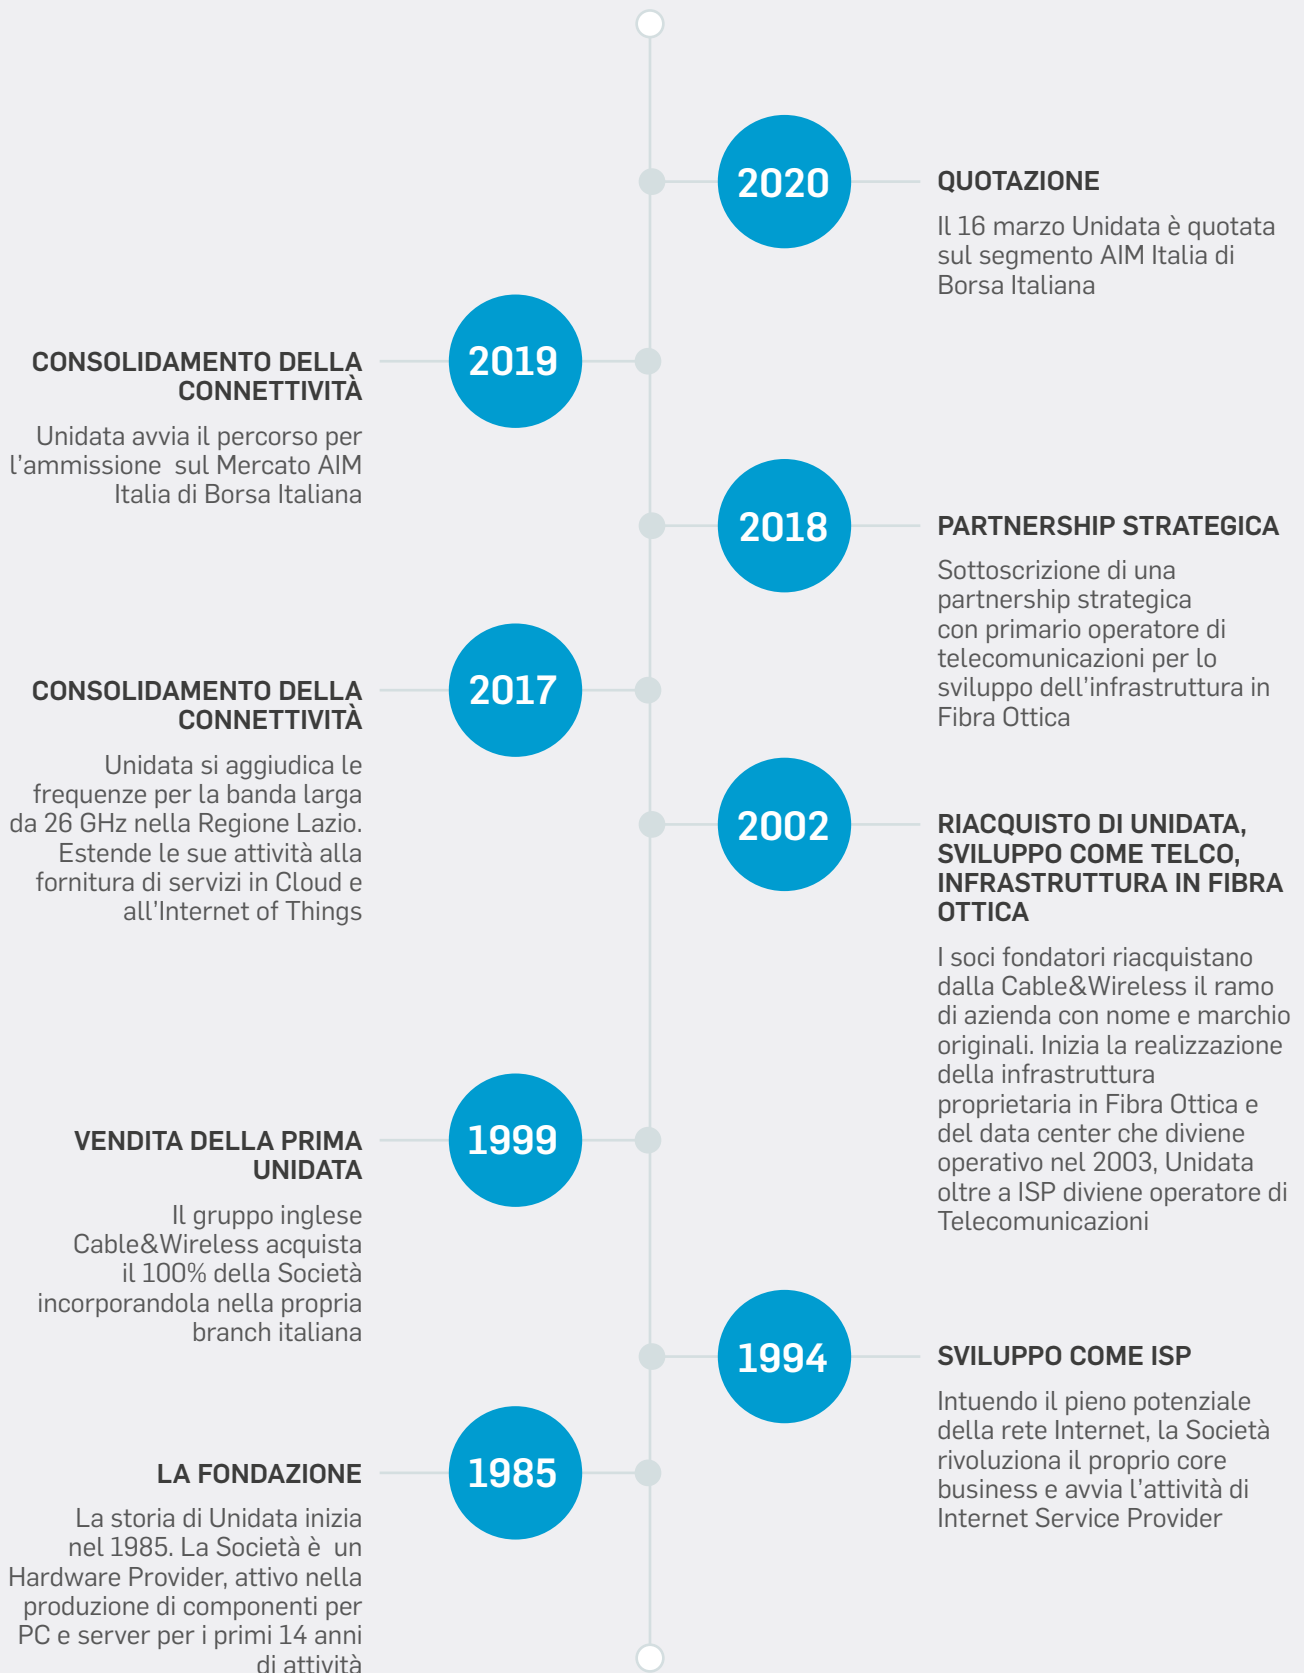 2020
QUOTAZIONE
Il 16 marzo Unidata è quotata
sul segmento AIM Italia di
Borsa Italiana
2019
CONSOLIDAMENTO DELLA
CONNETTIVITÀ
Unidata avvia il percorso per
l'ammissione  sul Mercato AIM
Italia di Borsa Italiana
2018
PARTNERSHIP STRATEGICA
Sottoscrizione di una
partnership strategica
con primario operatore di
telecomunicazioni per lo
sviluppo dell'infrastruttura in
Fibra Ottica
2017
CONSOLIDAMENTO DELLA
CONNETTIVITÀ
Unidata si aggiudica le
frequenze per la banda larga
da 26 GHz nella Regione Lazio.
Estende le sue attività alla
fornitura di servizi in Cloud e
all'Internet of Things
2002
RIACQUISTO DI UNIDATA,
SVILUPPO COME TELCO,
INFRASTRUTTURA IN FIBRA
OTTICA
I soci fondatori riacquistano
dalla Cable&Wireless il ramo
di azienda con nome e marchio
originali. Inizia la realizzazione
della infrastruttura
proprietaria in Fibra Ottica e
del data center che diviene
operativo nel 2003, Unidata
oltre a ISP diviene operatore di
Telecomunicazioni
1999
VENDITA DELLA PRIMA
UNIDATA
Il gruppo inglese
Cable&Wireless acquista
il 100% della Società
incorporandola nella propria
branch italiana
1994
SVILUPPO COME ISP
Intuendo il pieno potenziale
della rete Internet, la Società
rivoluziona il proprio core
business e avvia l'attività di
Internet Service Provider
1985
LA FONDAZIONE
La storia di Unidata inizia
nel 1985. La Società è  un
Hardware Provider, attivo nella
produzione di componenti per
PC e server per i primi 14 anni
di attività